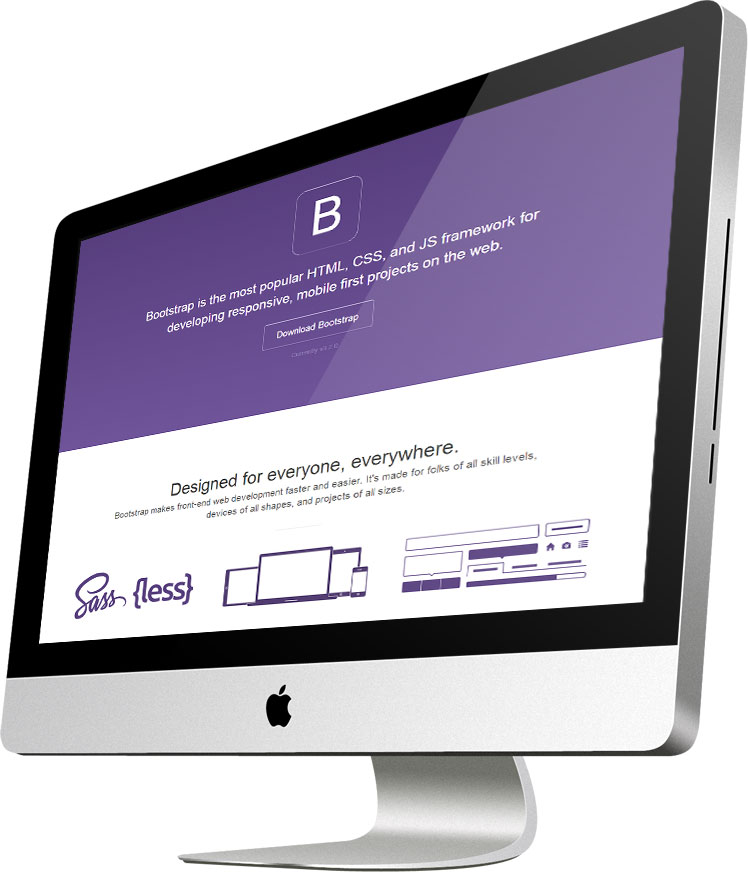 B
Bootstrap is the most popular HTML, CSS, and JS framework for
developing responsive, mobile first projects on the web.
Download Bootstrap
Currently
Designed for everyone, everywhere.
Bootstrap makes front-end web development faster and easier. It's made for folks of all skill levels,
devices of all shapes, and projects of all sizes.
Sass {less}